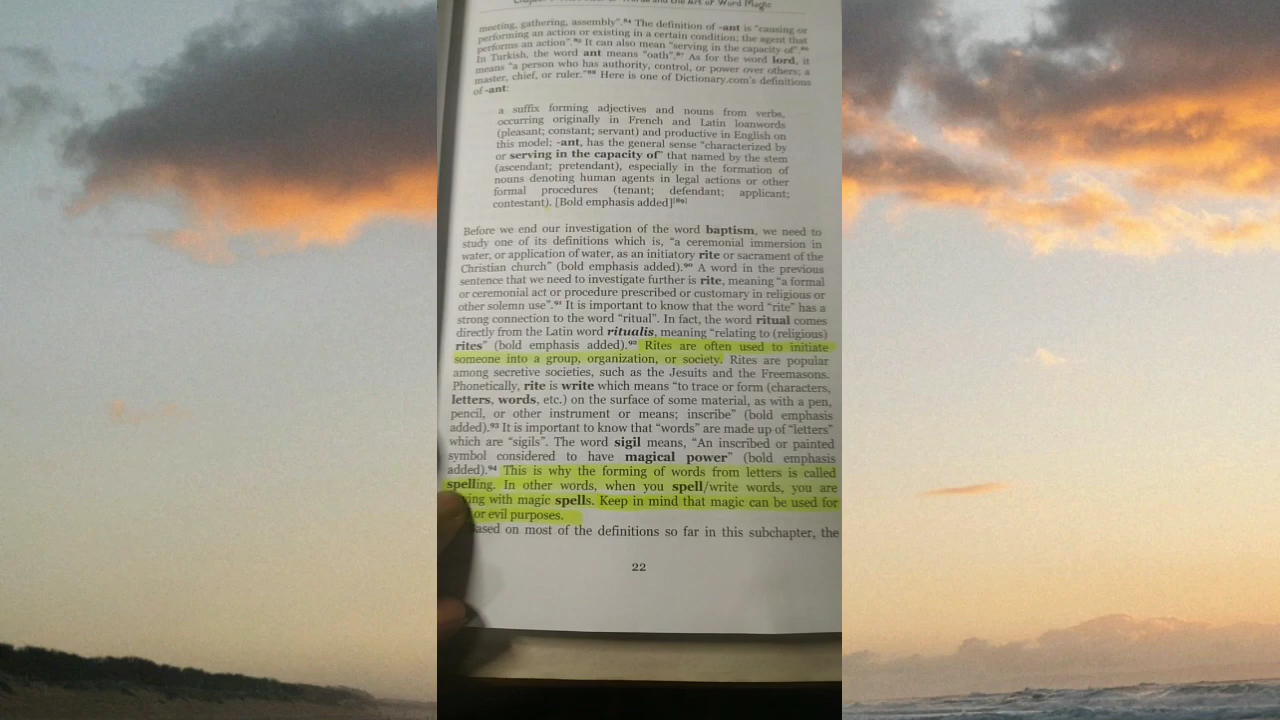 Words and the Art of Word Magic
meeting, gathering, assembly".⁸⁴ The definition of -ant is "causing or
performing an action or existing in a certain condition; the agent that
performs an action".⁸⁵ It can also mean "serving in the capacity of".⁸⁶
In Turkish, the word ant means "oath".⁸⁷ As for the word lord, it
means "a person who has authority, control, or power over others; a
master, chief, or ruler."⁸⁸ Here is one of Dictionary.com's definitions
of -ant:
a suffix forming adjectives and nouns from verbs,
occurring originally in French and Latin loanwords
(pleasant; constant; servant) and productive in English on
this model; -ant, has the general sense "characterized by
or serving in the capacity of" that named by the stem
(ascendant; pretendant), especially in the formation of
nouns denoting human agents in legal actions or other
formal procedures (tenant; defendant; applicant;
contestant). [Bold emphasis added][⁸⁹]
Before we end our investigation of the word baptism, we need to
study one of its definitions which is, "a ceremonial immersion in
water, or application of water, as an initiatory rite or sacrament of the
Christian church" (bold emphasis added).⁹⁰ A word in the previous
sentence that we need to investigate further is rite, meaning "a formal
or ceremonial act or procedure prescribed or customary in religious or
other solemn use".⁹¹ It is important to know that the word "rite" has a
strong connection to the word "ritual". In fact, the word ritual comes
directly from the Latin word ritualis, meaning "relating to (religious)
rites" (bold emphasis added).⁹² Rites are often used to initiate
someone into a group, organization, or society. Rites are popular
among secretive societies, such as the Jesuits and the Freemasons.
Phonetically, rite is write which means "to trace or form (characters,
letters, words, etc.) on the surface of some material, as with a pen,
pencil, or other instrument or means; inscribe" (bold emphasis
added).⁹³ It is important to know that "words" are made up of "letters"
which are "sigils". The word sigil means, "An inscribed or painted
symbol considered to have magical power" (bold emphasis
added).⁹⁴ This is why the forming of words from letters is called
spelling. In other words, when you spell/write words, you are
ing with magic spells. Keep in mind that magic can be used for
or evil purposes.
ased on most of the definitions so far in this subchapter, the
22